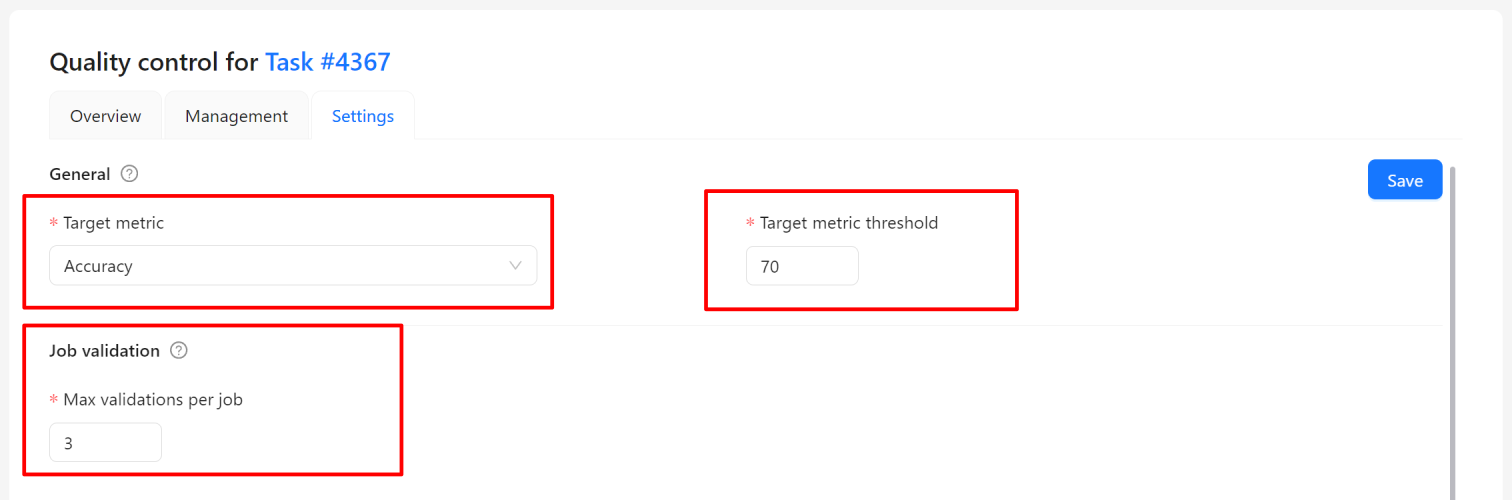 Quality control for Task #4367
Overview Management Settings
General
Save
* Target metric
* Target metric threshold
Accuracy
70
Job validation
* Max validations per job
3